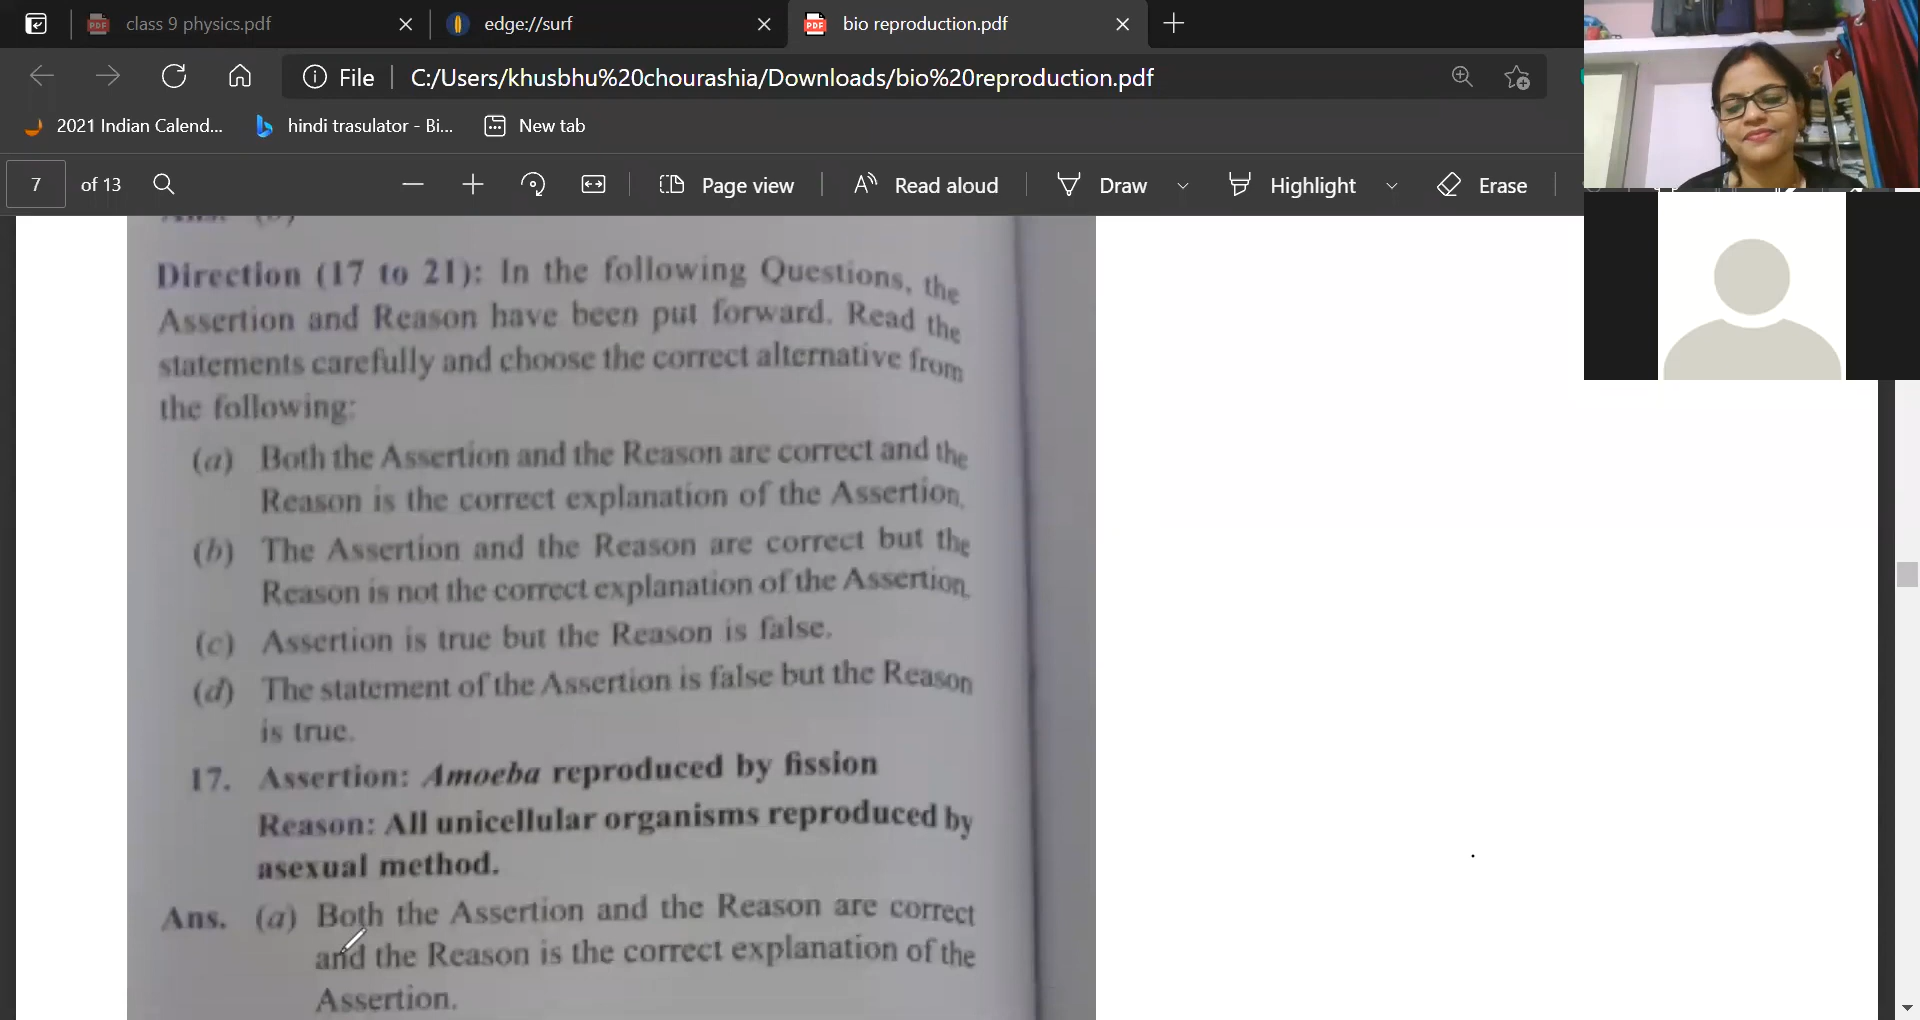 class 9 physics.pdf
edge://surf
bio reproduction.pdf
File
C:/Users/khusbhu%20chourashia/Downloads/bio%20reproduction.pdf
2021 Indian Calend...
hindi trasulator - Bi...
New tab
7 of 13
Page view
Read aloud
Draw
Highlight
Erase
Direction (17 to 21): In the following Questions, the
Assertion and Reason have been put forward. Read the
statements carefully and choose the correct alternative from
the following:
(a) Both the Assertion and the Reason are correct and the
Reason is the correct explanation of the Assertion.
(b) The Assertion and the Reason are correct but the
Reason is not the correct explanation of the Assertion.
(c) Assertion is true but the Reason is false.
(d) The statement of the Assertion is false but the Reason
is true.
17. Assertion: Amoeba reproduced by fission
Reason: All unicellular organisms reproduced by
asexual method.
Ans. (a) Both the Assertion and the Reason are correct
and the Reason is the correct explanation of the
Assertion.